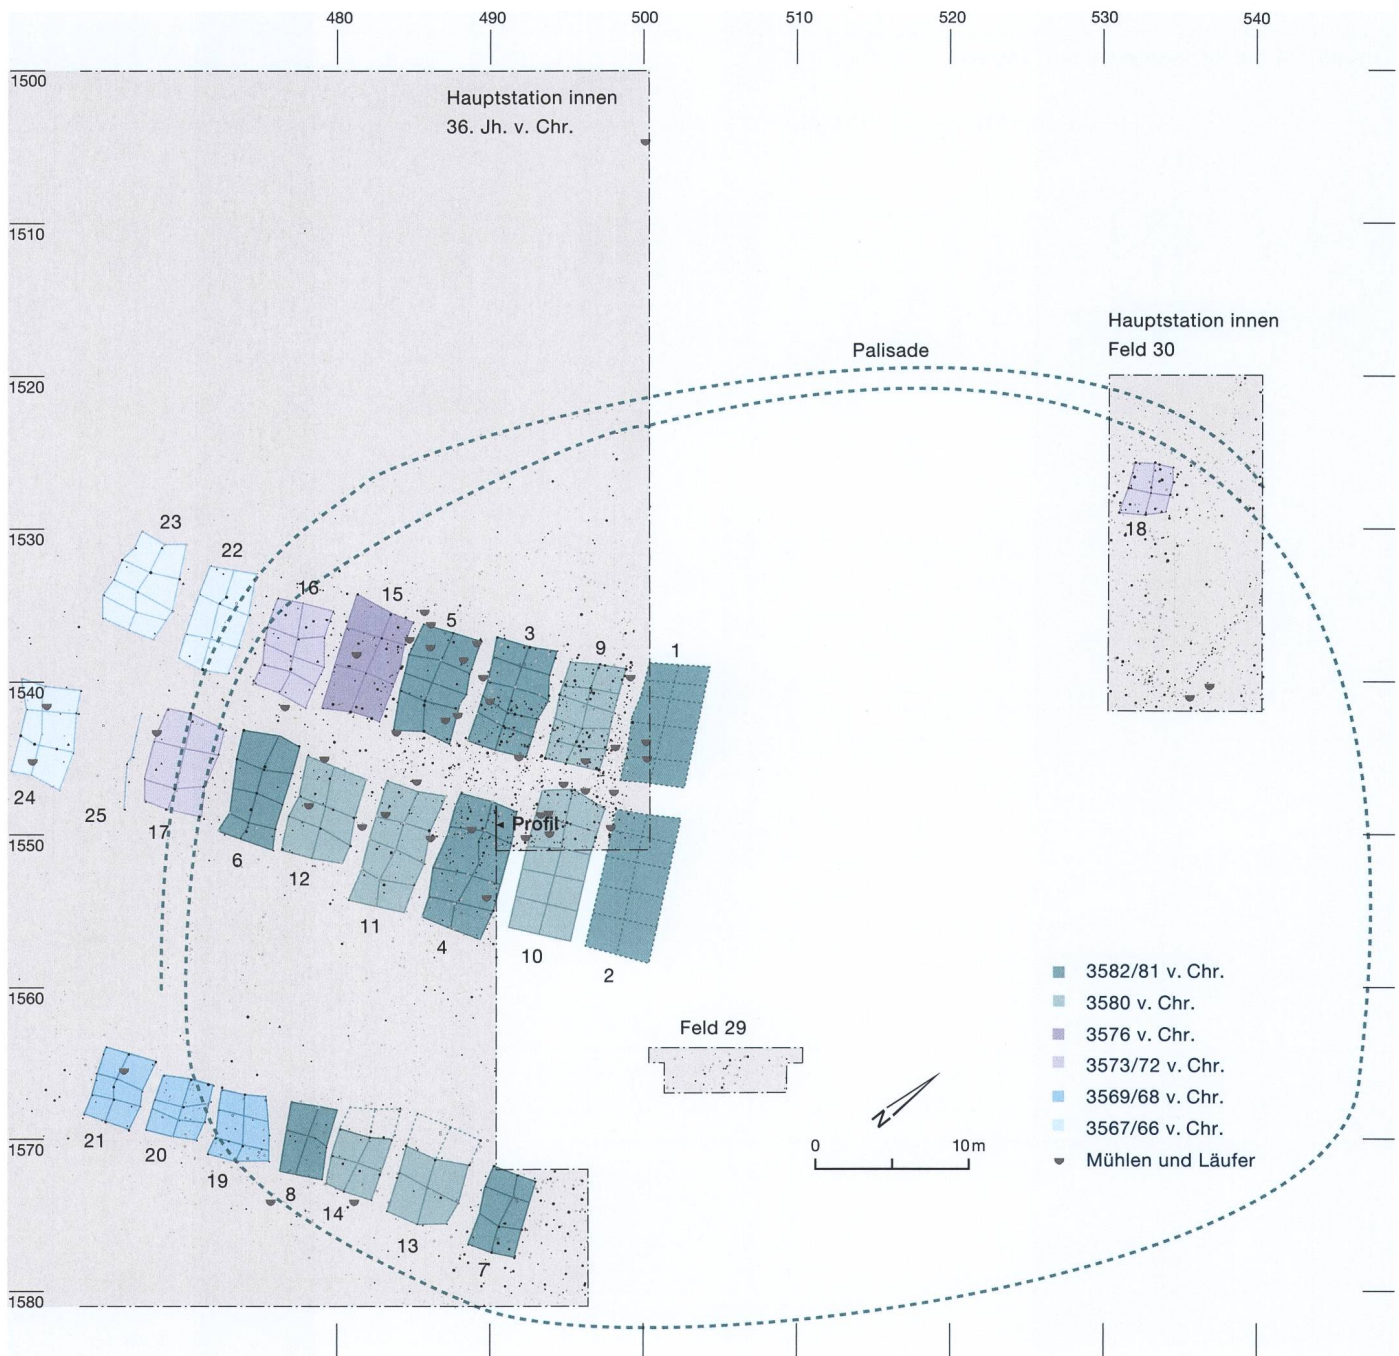 480 490 500 510 520 530 540
1500
Hauptstation innen
36. Jh. v. Chr.
1510
Hauptstation innen
Feld 30
Palisade
1520
18
1530
23
22
16
15
5
3
9
1
1540
24
25
17
1550
Profil
6
12
11
4
10
2
3582/81 v. Chr.
3580 v. Chr.
3576 v. Chr.
3573/72 v. Chr.
3569/68 v. Chr.
3567/66 v. Chr.
Mühlen und Läufer
1560
Feld 29
N
0 10m
1570
21
20
19
8
14
13
7
1580